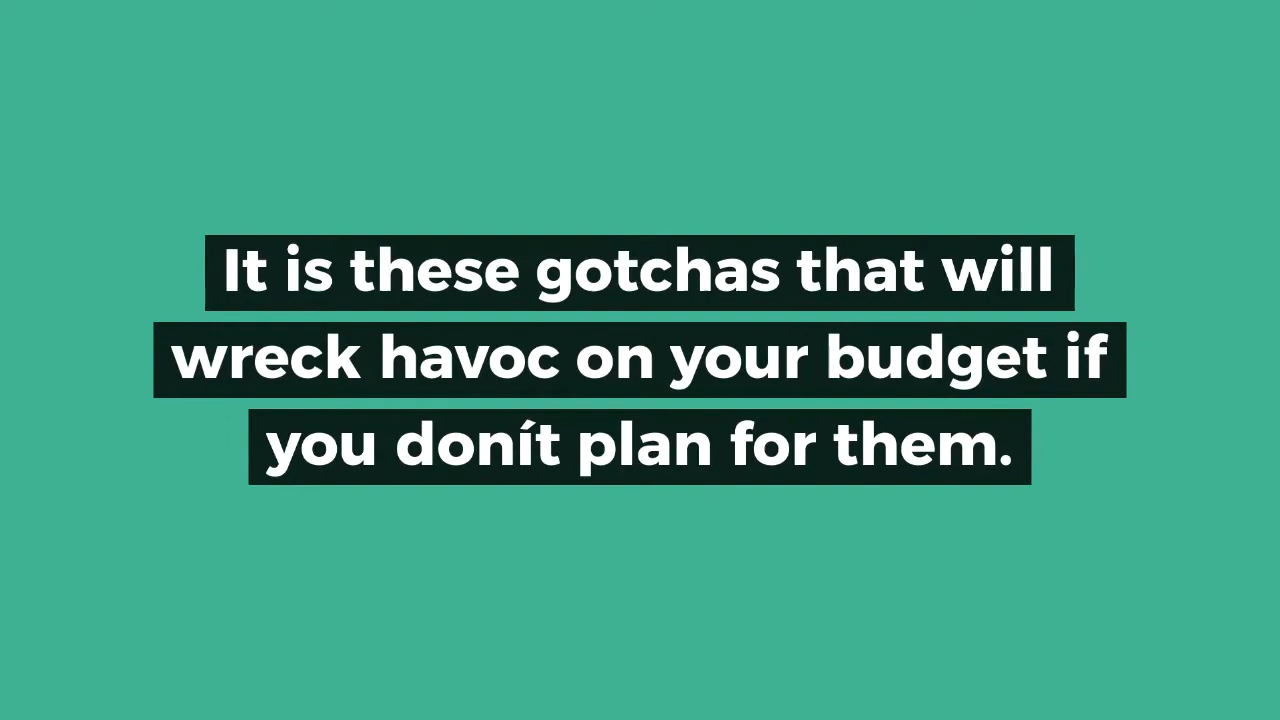 It is these gotchas that will
wreck havoc on your budget if
you donít plan for them.